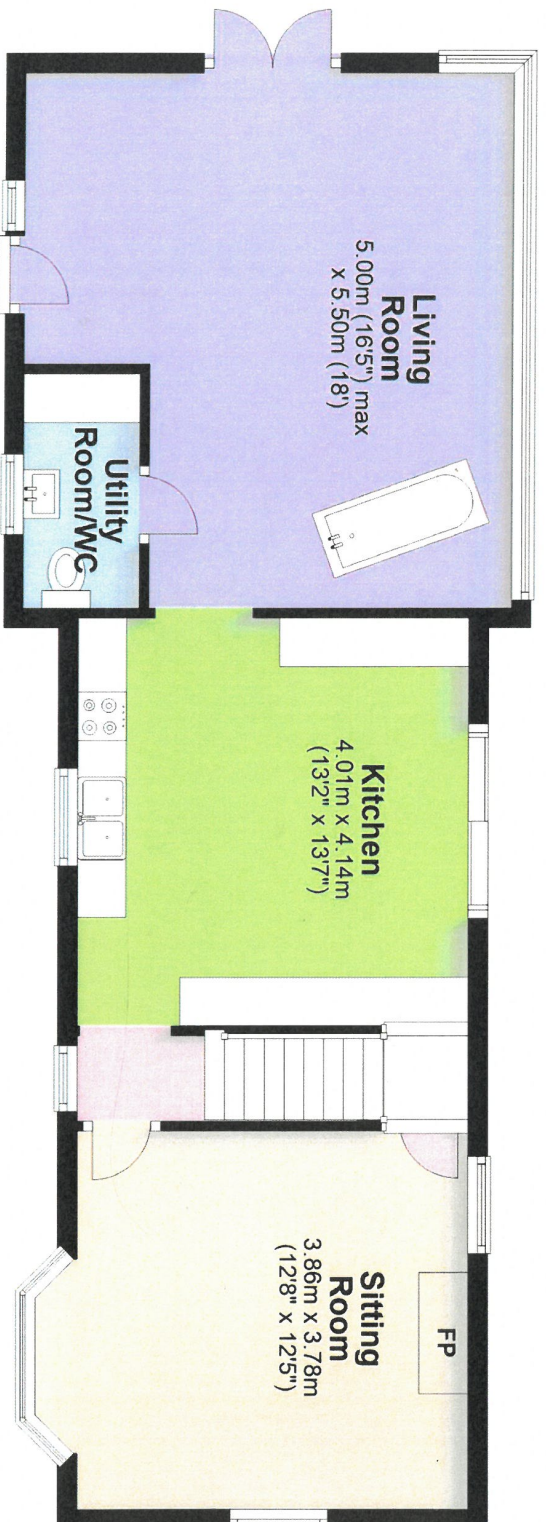 Living
Room
5.00m (16'5") max
x 5.50m (18')
Utility
Room/WC
Kitchen
4.01m x 4.14m
(13'2" x 13'7")
Sitting
Room
3.86m x 3.78m
(12'8" x 12'5")
FP